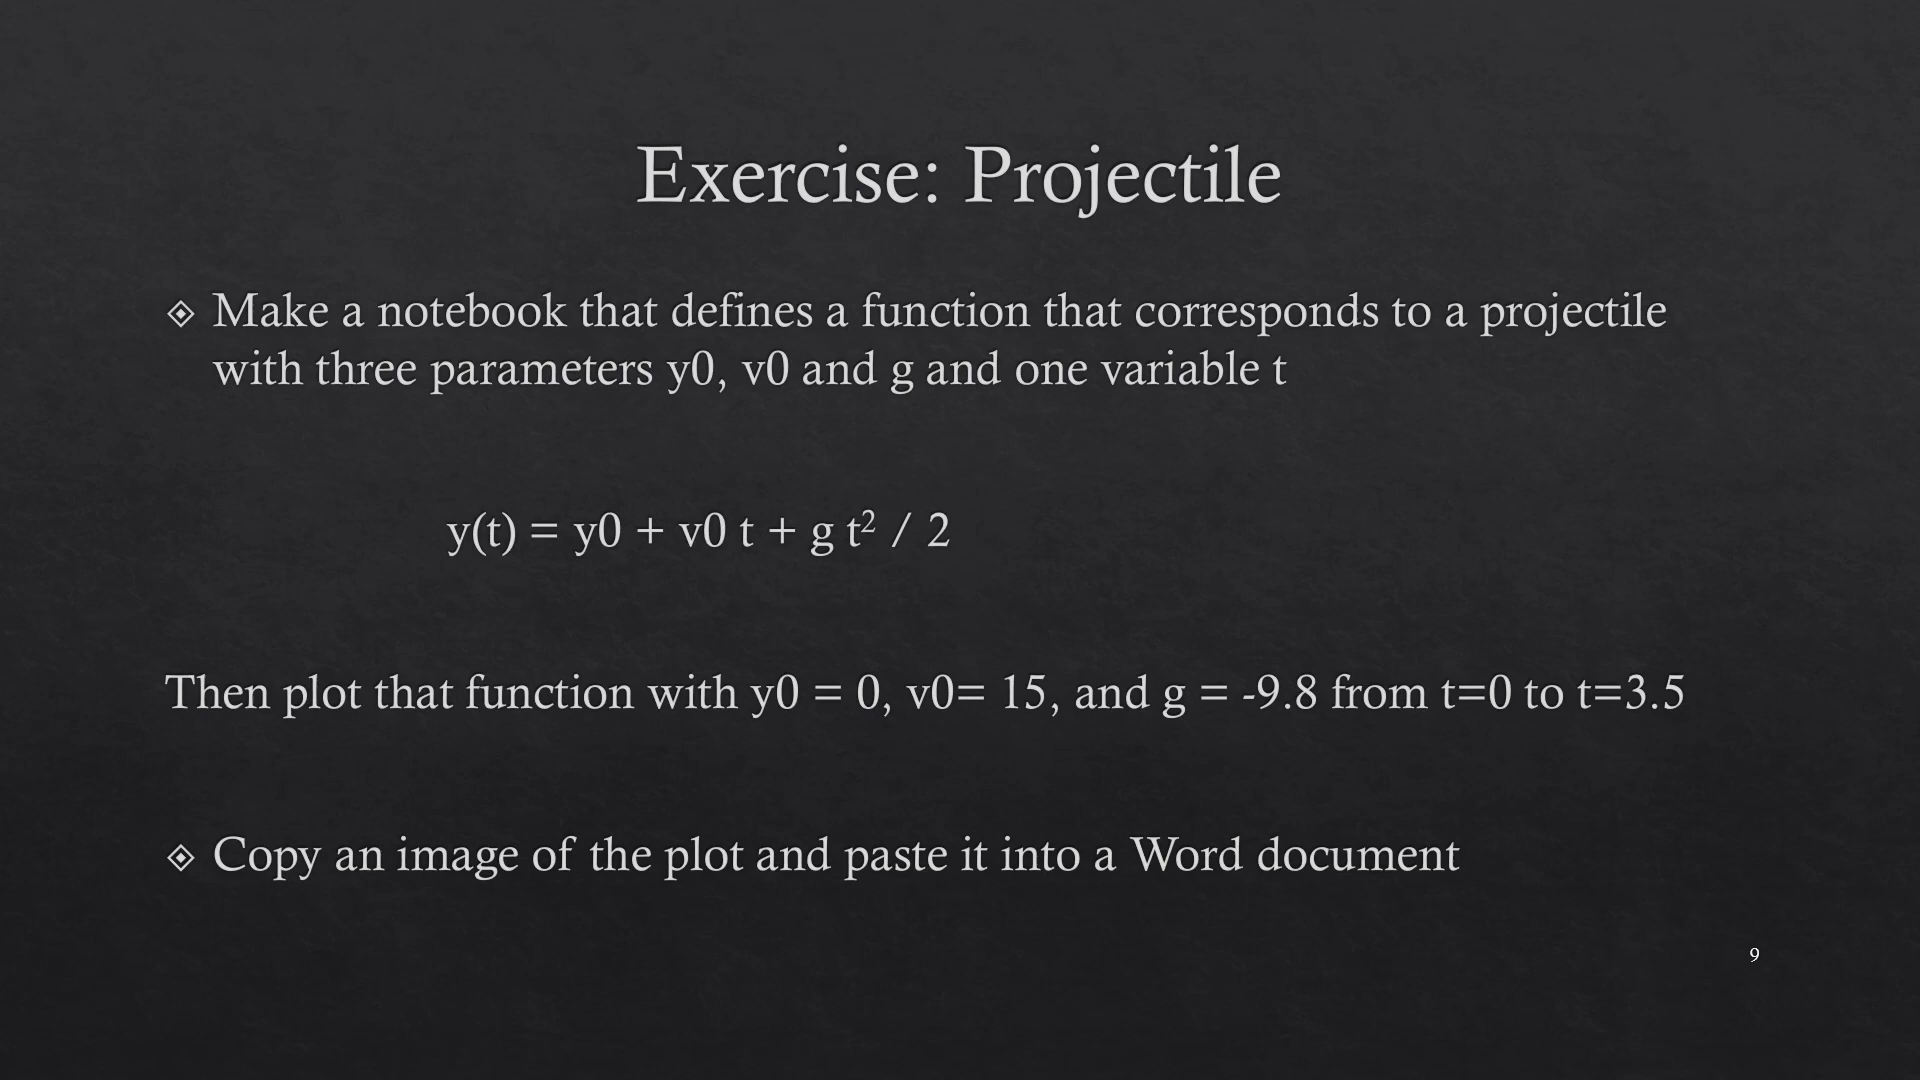 Exercise: Projectile
Make a notebook that defines a function that corresponds to a projectile
with three parameters y0, v0 and g and one variable t
y(t) = y0 + v0 t + g t² / 2
Then plot that function with y0 = 0, v0= 15, and g = -9.8 from t=0 to t=3.5
Copy an image of the plot and paste it into a Word document
9